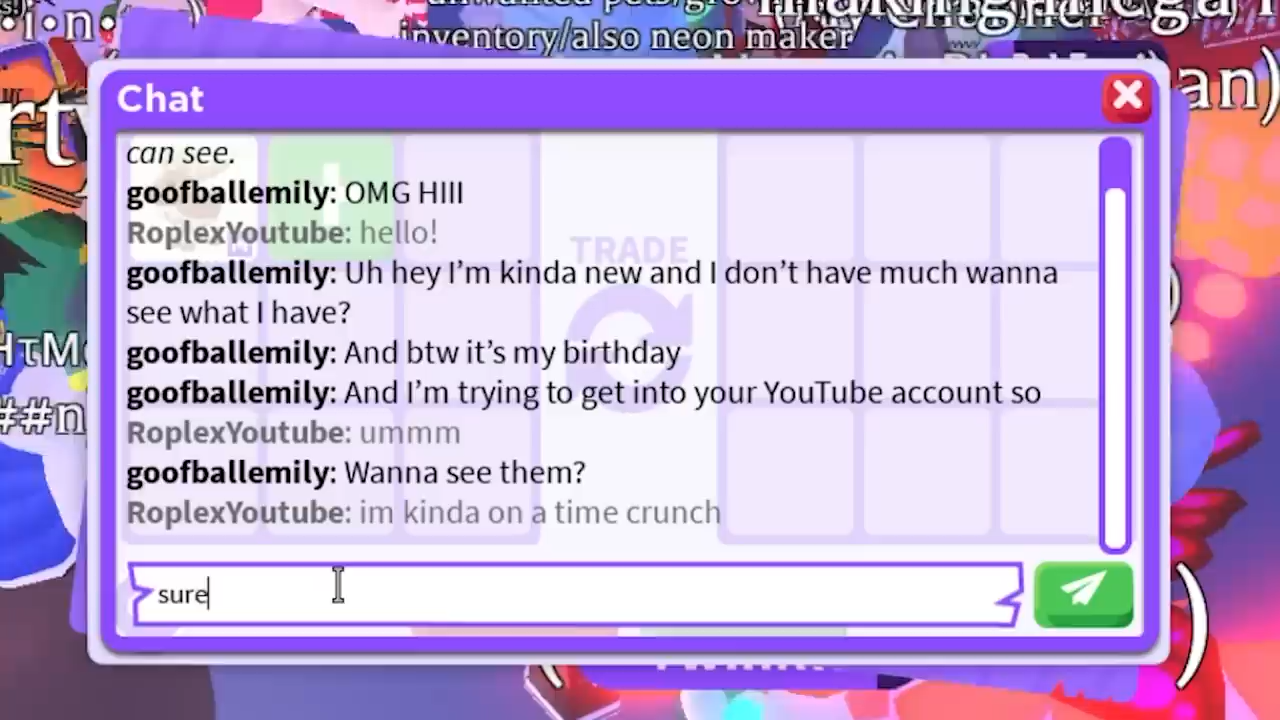 inventory/also neon maker
Chat
can see.
goofballemily: OMG HIII
RoplexYoutube: hello!
TRADE
goofballemily: Uh hey I’m kinda new and I don’t have much wanna
see what I have?
goofballemily: And btw it’s my birthday
goofballemily: And I’m trying to get into your YouTube account so
RoplexYoutube: ummm
goofballemily: Wanna see them?
RoplexYoutube: im kinda on a time crunch
sure